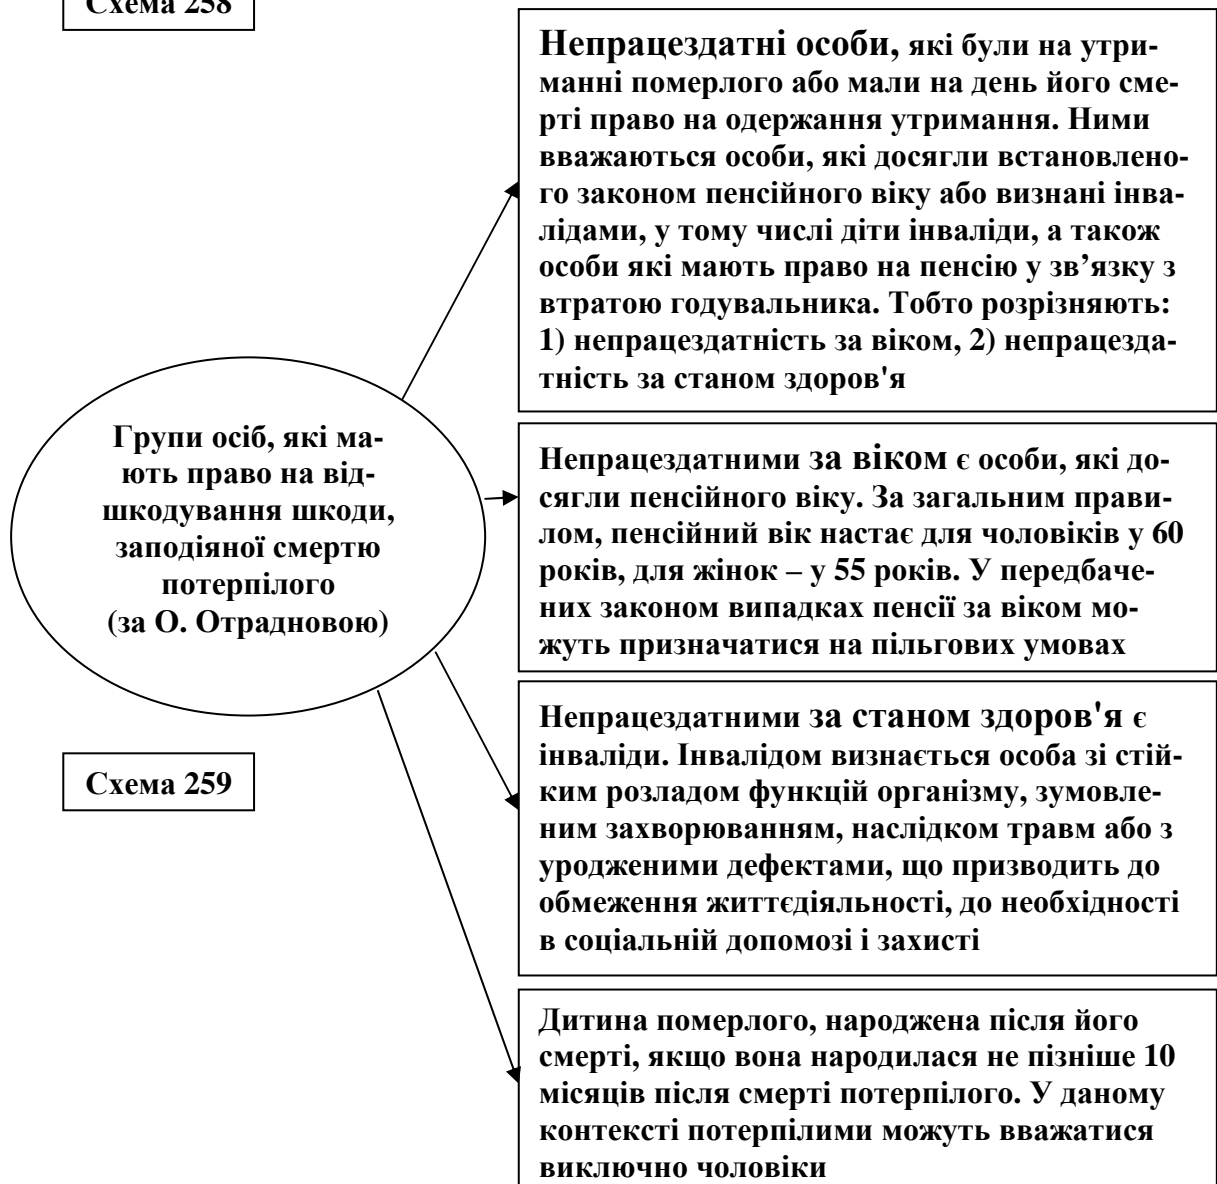 Схема 258
Непрацездатні особи, які були на утри-
манні померлого або мали на день його сме-
рті право на одержання утримання. Ними
вважаються особи, які досягли встановлено-
го законом пенсійного віку або визнані інва-
лідами, у тому числі діти інваліди, а також
особи які мають право на пенсію у зв’язку з
втратою годувальника. Тобто розрізняють:
1) непрацездатність за віком, 2) непрацезда-
тність за станом здоров'я
Групи осіб, які ма-
ють право на від-
шкодування шкоди,
заподіяної смертю
потерпілого
(за О. Отрадновою)
Непрацездатними за віком є особи, які до-
сягли пенсійного віку. За загальним прави-
лом, пенсійний вік настає для чоловіків у 60
років, для жінок – у 55 років. У передбаче-
них законом випадках пенсії за віком мо-
жуть призначатися на пільгових умовах
Непрацездатними за станом здоров'я є
інваліди. Інвалідом визнається особа зі стій-
ким розладом функцій організму, зумовле-
ним захворюванням, наслідком травм або з
уродженими дефектами, що призводить до
обмеження життєдіяльності, до необхідності
в соціальній допомозі і захисті
Схема 259
Дитина померлого, народжена після його
смерті, якщо вона народилася не пізніше 10
місяців після смерті потерпілого. У даному
контексті потерпілими можуть вважатися
виключно чоловіки